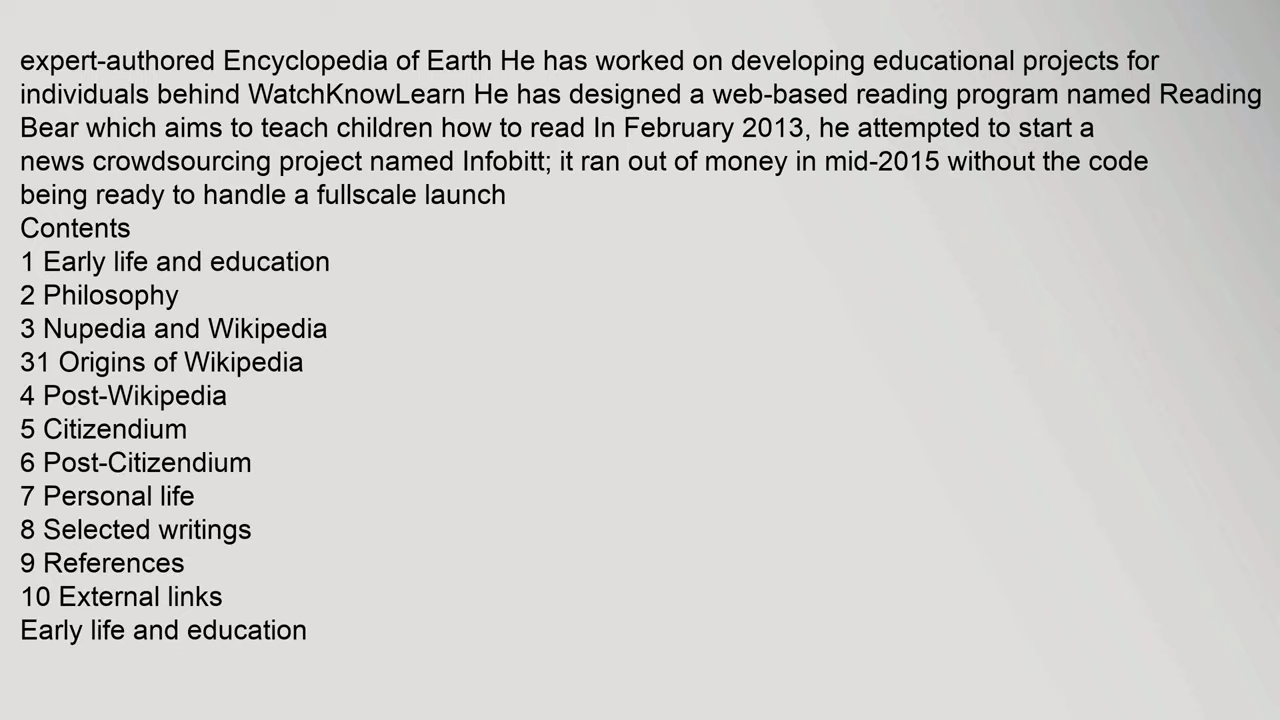 expert-authored Encyclopedia of Earth He has worked on developing educational projects for
individuals behind WatchKnowLearn He has designed a web-based reading program named Reading
Bear which aims to teach children how to read In February 2013, he attempted to start a
news crowdsourcing project named Infobitt; it ran out of money in mid-2015 without the code
being ready to handle a fullscale launch
Contents
1 Early life and education
2 Philosophy
3 Nupedia and Wikipedia
31 Origins of Wikipedia
4 Post-Wikipedia
5 Citizendium
6 Post-Citizendium
7 Personal life
8 Selected writings
9 References
10 External links
Early life and education